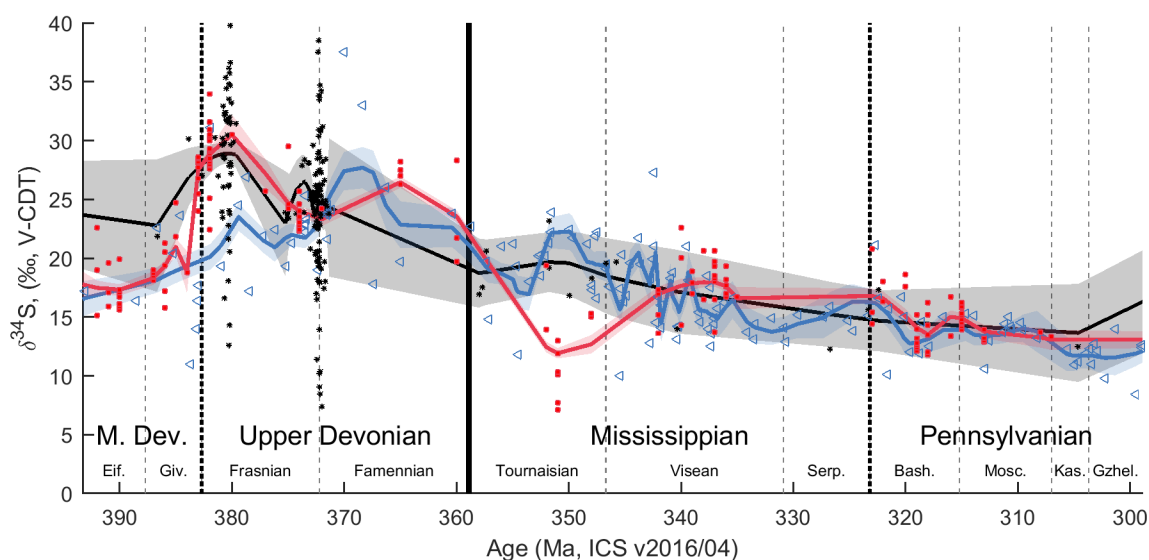 40
35
30
25
20
15
10
5
0
δ34S, (‰, V-CDT)
M. Dev. Upper Devonian Mississippian Pennsylvanian
Eif. Giv. Frasnian Famennian Tournaisian Visean Serp. Bash. Mosc. Kas. Gzhel.
390 380 370 360 350 340 330 320 310 300
Age (Ma, ICS v2016/04)